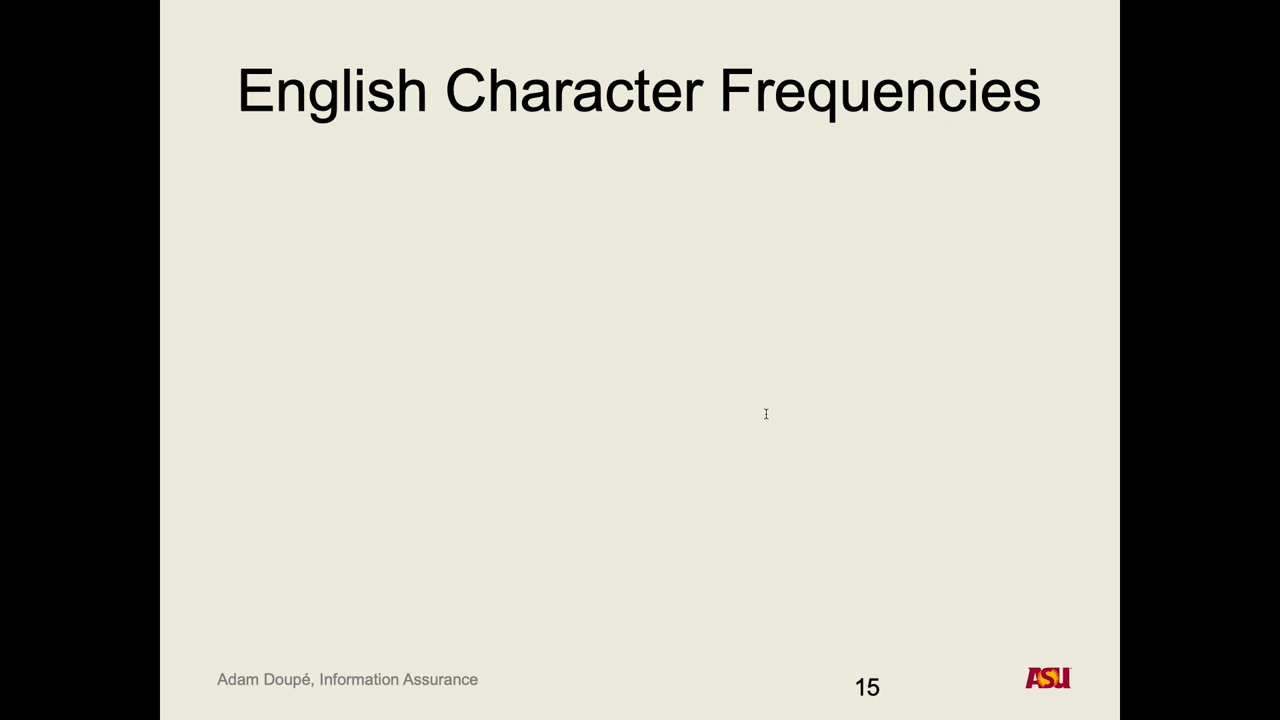 English Character Frequencies
Adam Doupé, Information Assurance
15
ASU